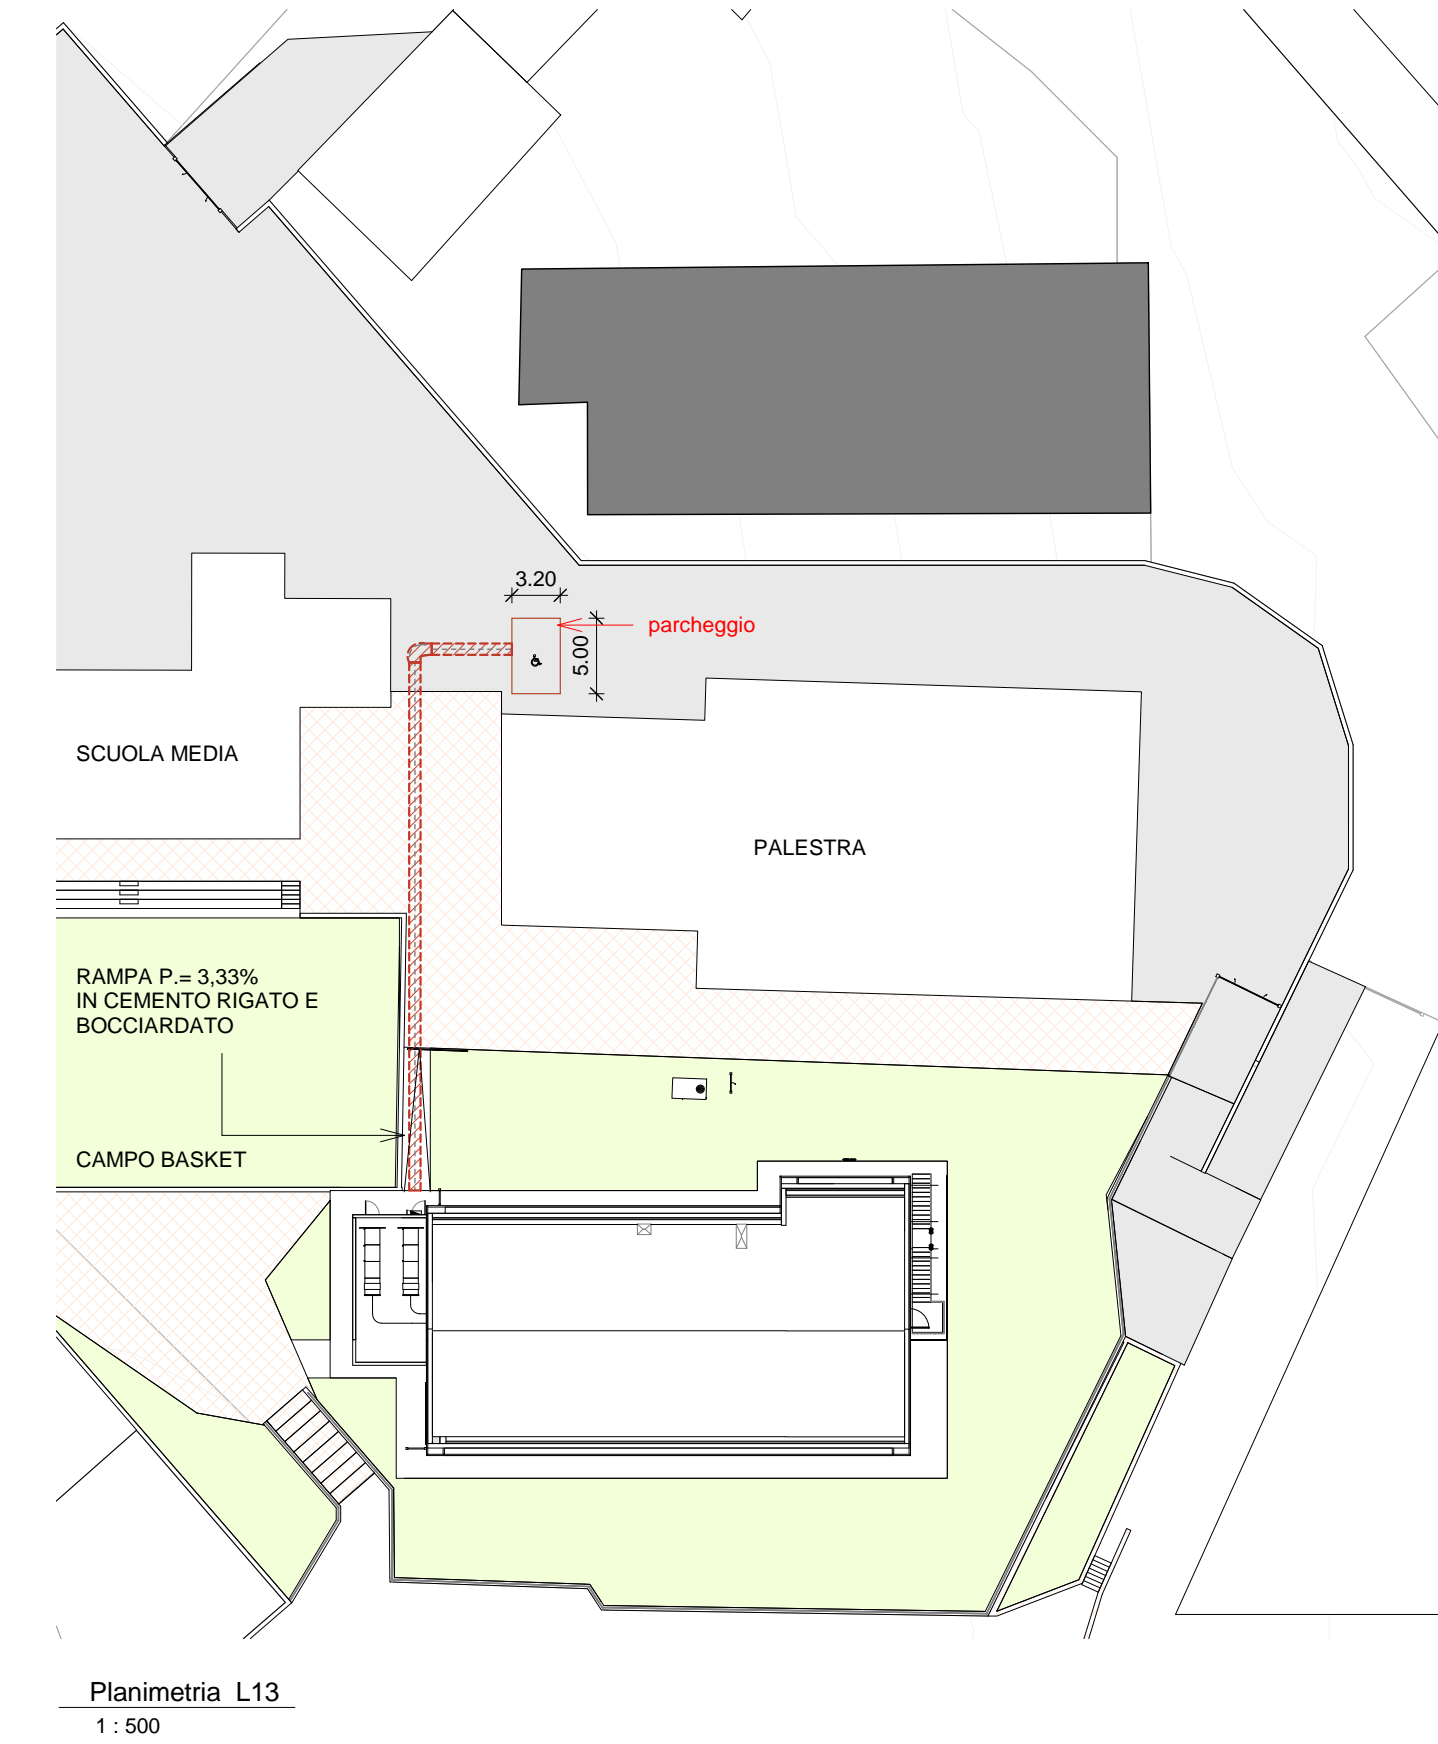 3.20
parcheggio
5.00
SCUOLA MEDIA
PALESTRA
RAMPA P.= 3,33%
IN CEMENTO RIGATO E
BOCCIARDATO
CAMPO BASKET
Planimetria L13
1 : 500